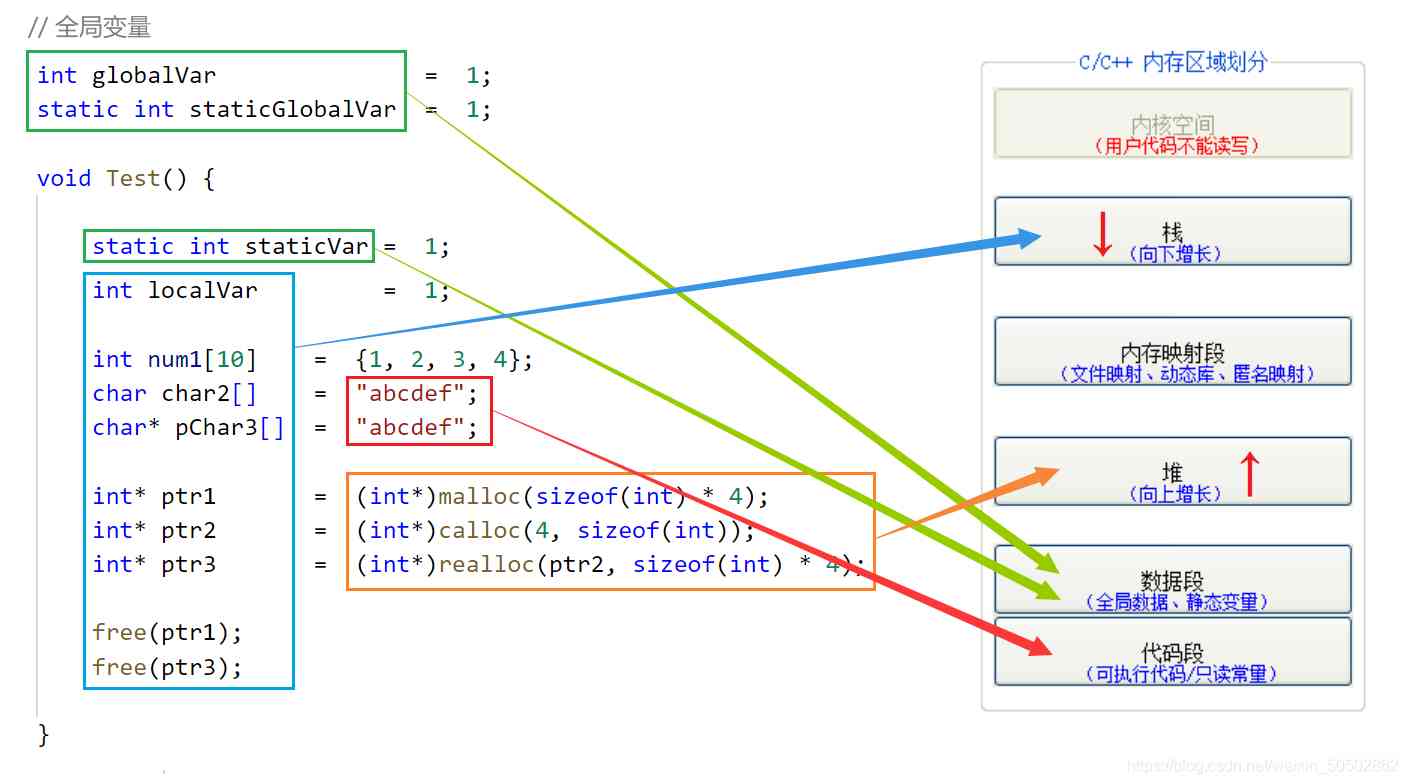 // 全局变量
int globalVar = 1;
static int staticGlobalVar = 1;
void Test() {
static int staticVar = 1;
int localVar = 1;
int num1[10] = {1, 2, 3, 4};
char char2[] = "abcdef";
char* pChar3[] = "abcdef";
int* ptr1 = (int*)malloc(sizeof(int) * 4);
int* ptr2 = (int*)calloc(4, sizeof(int));
int* ptr3 = (int*)realloc(ptr2, sizeof(int) * 4);
free(ptr1);
free(ptr3);
}
C/C++ 内存区域划分
内核空间
(用户代码不能读写)
栈
(向下增长)
内存映射段
(文件映射、动态库、匿名映射)
堆
(向上增长)
数据段
(全局数据、静态变量)
代码段
(可执行代码/只读常量)